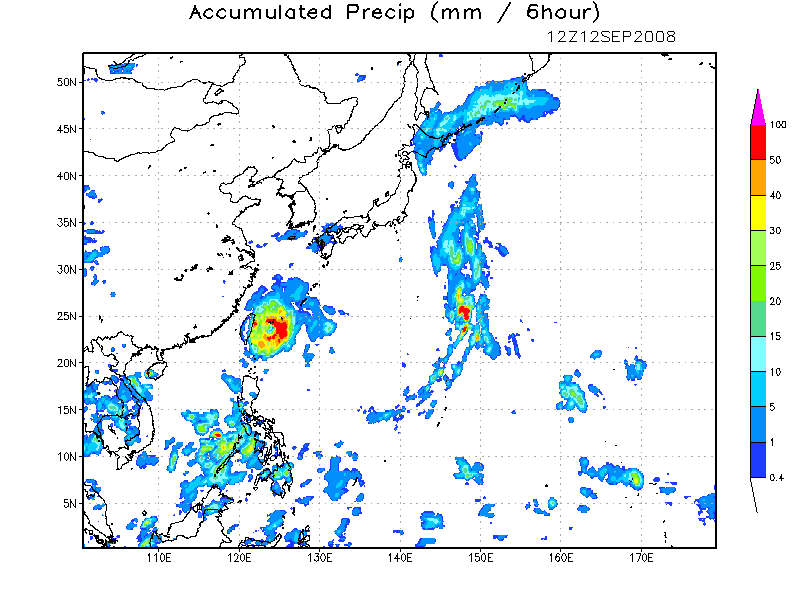 Accumulated Precip (mm / 6hour)
12Z12SEP2008
50N
45N
40N
35N
30N
25N
20N
15N
10N
5N
110E
120E
130E
140E
150E
160E
170E
100
50
40
30
25
20
15
10
5
1
0.4